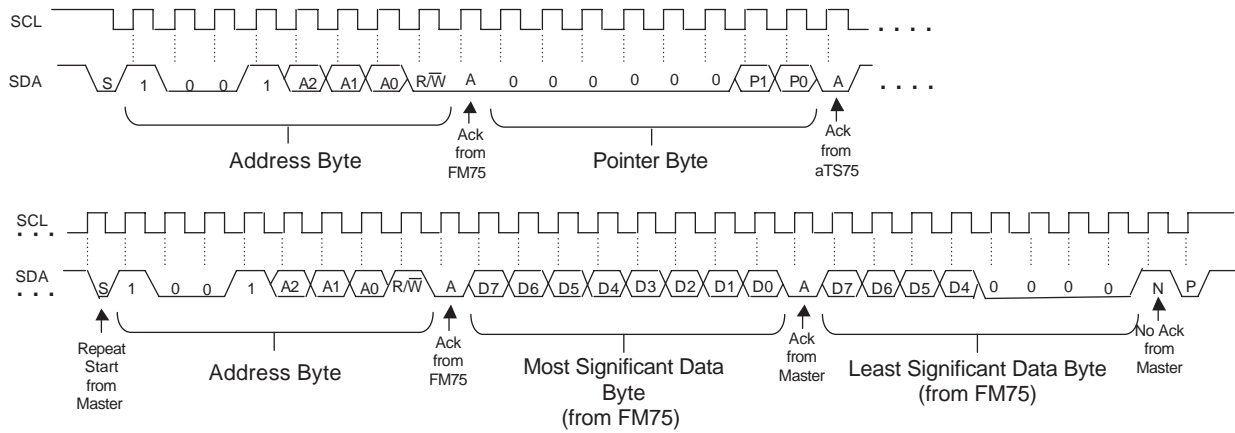 SCL
. . . .
SDA
S 1 0 0 1 A2 A1 A0 R/W̅ A 0 0 0 0 0 0 P1 P0 A
. . . .
Address Byte
Ack
from
FM75
Pointer Byte
Ack
from
aTS75
SCL
. . .
SDA
. . .
S 1 0 0 1 A2 A1 A0 R/W̅ A D7 D6 D5 D4 D3 D2 D1 D0 A D7 D6 D5 D4 0 0 0 0 N P
Repeat
Start
from
Master
Address Byte
Ack
from
FM75
Most Significant Data
Byte
(from FM75)
Ack
from
Master
Least Significant Data Byte
(from FM75)
No Ack
from
Master